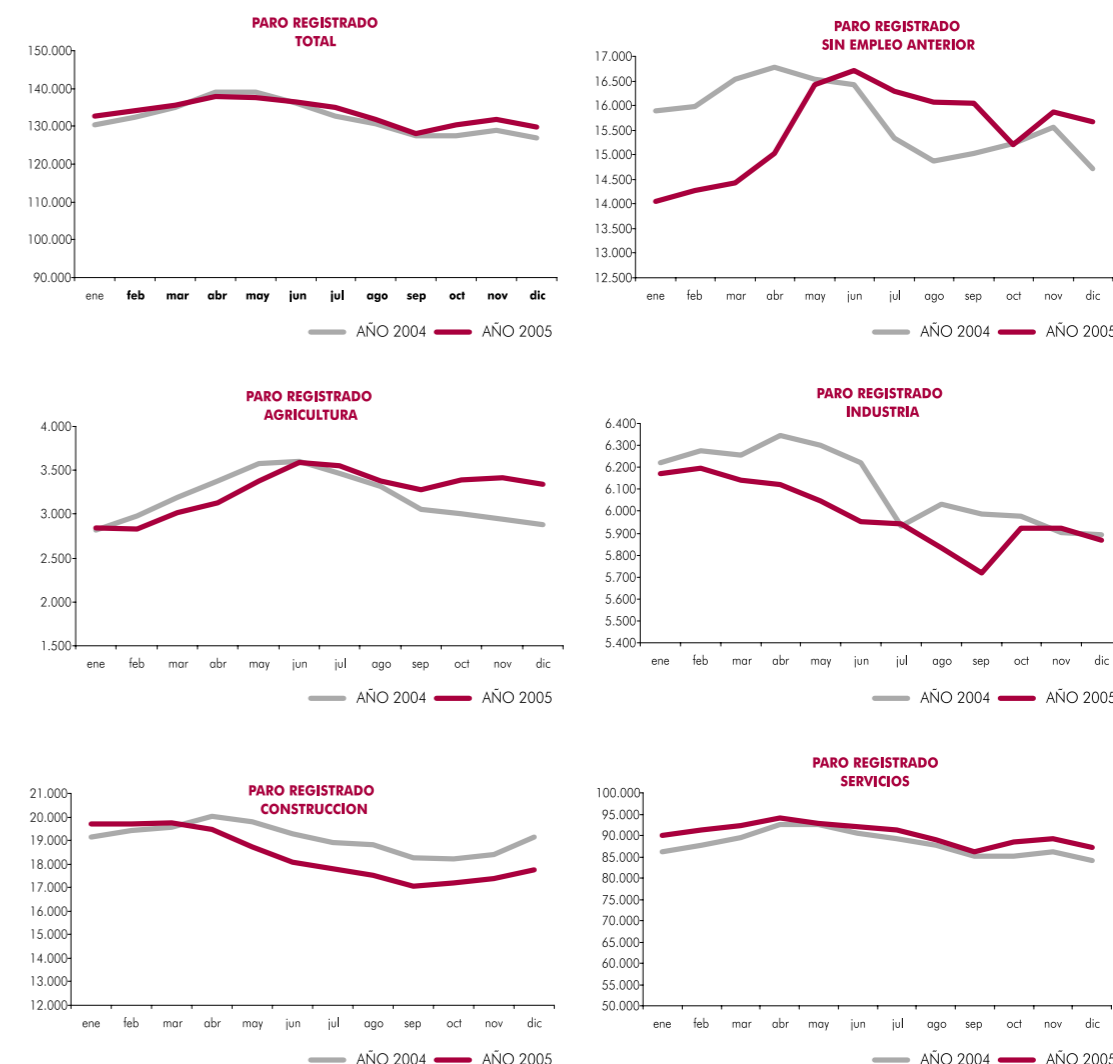 PARO REGISTRADO
TOTAL
150.000
140.000
130.000
120.000
110.000
100.000
90.000
ene feb mar abr may jun jul ago sep oct nov dic
AÑO 2004 AÑO 2005
PARO REGISTRADO
SIN EMPLEO ANTERIOR
17.000
16.500
16.000
15.500
15.000
14.500
14.000
13.500
13.000
12.500
ene feb mar abr may jun jul ago sep oct nov dic
AÑO 2004 AÑO 2005
PARO REGISTRADO
AGRICULTURA
4.000
3.500
3.000
2.500
2.000
1.500
ene feb mar abr may jun jul ago sep oct nov dic
AÑO 2004 AÑO 2005
PARO REGISTRADO
INDUSTRIA
6.400
6.300
6.200
6.100
6.000
5.900
5.800
5.700
5.600
5.500
5.400
ene feb mar abr may jun jul ago sep oct nov dic
AÑO 2004 AÑO 2005
PARO REGISTRADO
CONSTRUCCION
21.000
20.000
19.000
18.000
17.000
16.000
15.000
14.000
13.000
12.000
ene feb mar abr may jun jul ago sep oct nov dic
AÑO 2004 AÑO 2005
PARO REGISTRADO
SERVICIOS
100.000
95.000
90.000
85.000
80.000
75.000
70.000
65.000
60.000
55.000
50.000
ene feb mar abr may jun jul ago sep oct nov dic
AÑO 2004 AÑO 2005